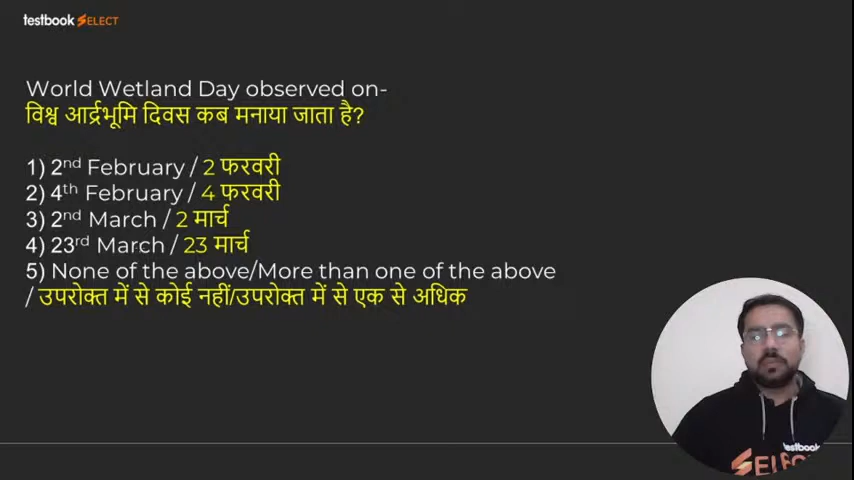 testbook SELECT
World Wetland Day observed on-
विश्व आर्द्रभूमि दिवस कब मनाया जाता है?
1) 2nd February / 2 फरवरी
2) 4th February / 4 फरवरी
3) 2nd March / 2 मार्च
4) 23rd March / 23 मार्च
5) None of the above/More than one of the above
/ उपरोक्त में से कोई नहीं/उपरोक्त में से एक से अधिक